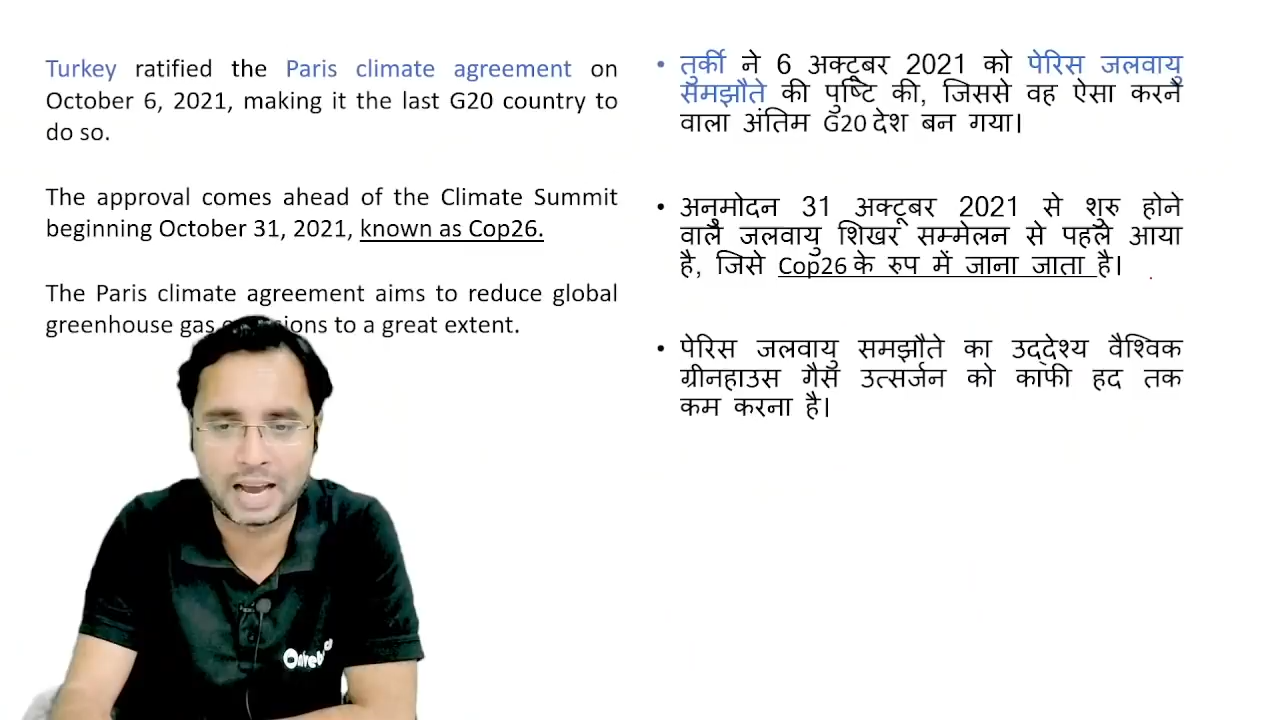 Turkey ratified the Paris climate agreement on
October 6, 2021, making it the last G20 country to
do so.
The approval comes ahead of the Climate Summit
beginning October 31, 2021, known as Cop26.
The Paris climate agreement aims to reduce global
greenhouse gas to a great extent.
• तुर्की ने 6 अक्टूबर 2021 को पेरिस जलवायु
समझौते की पुष्टि की, जिससे वह ऐसा करने
वाला अंतिम G20 देश बन गया।
• अनुमोदन 31 अक्टूबर 2021 से शुरु होने
वाले जलवायु शिखर सम्मेलन से पहले आया
है, जिसे Cop26 के रुप में जाना जाता है।
• पेरिस जलवायु समझौते का उद्देश्य वैश्विक
ग्रीनहाउस गैस उत्सर्जन को काफी हद तक
कम करना है।